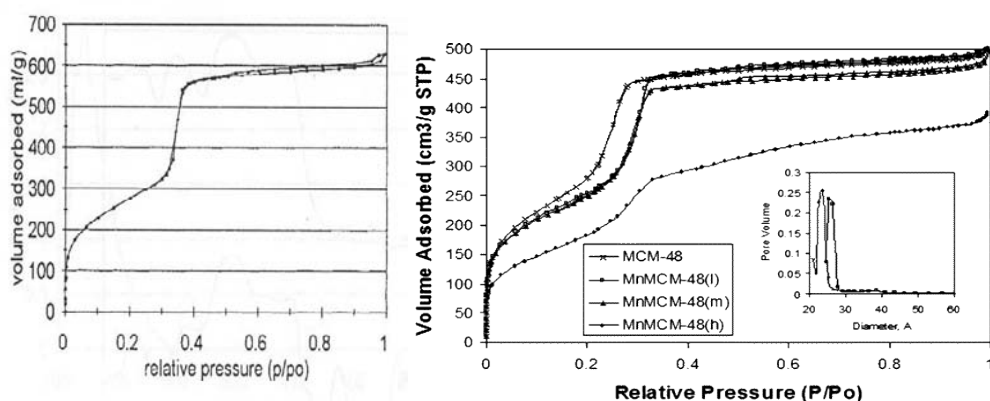 700
600
500
400
300
200
100
0
volume adsorbed (ml/g)
0 0.2 0.4 0.6 0.8 1
relative pressure (p/po)
500
450
400
350
300
250
200
150
100
50
0
Volume Adsorbed (cm3/g STP)
0 0.2 0.4 0.6 0.8 1
Relative Pressure (P/Po)
MCM-48
MnMCM-48(l)
MnMCM-48(m)
MnMCM-48(h)
0.3
0.25
0.2
0.15
0.1
0.05
0
Pore Volume
20 30 40 50 60
Diameter, A